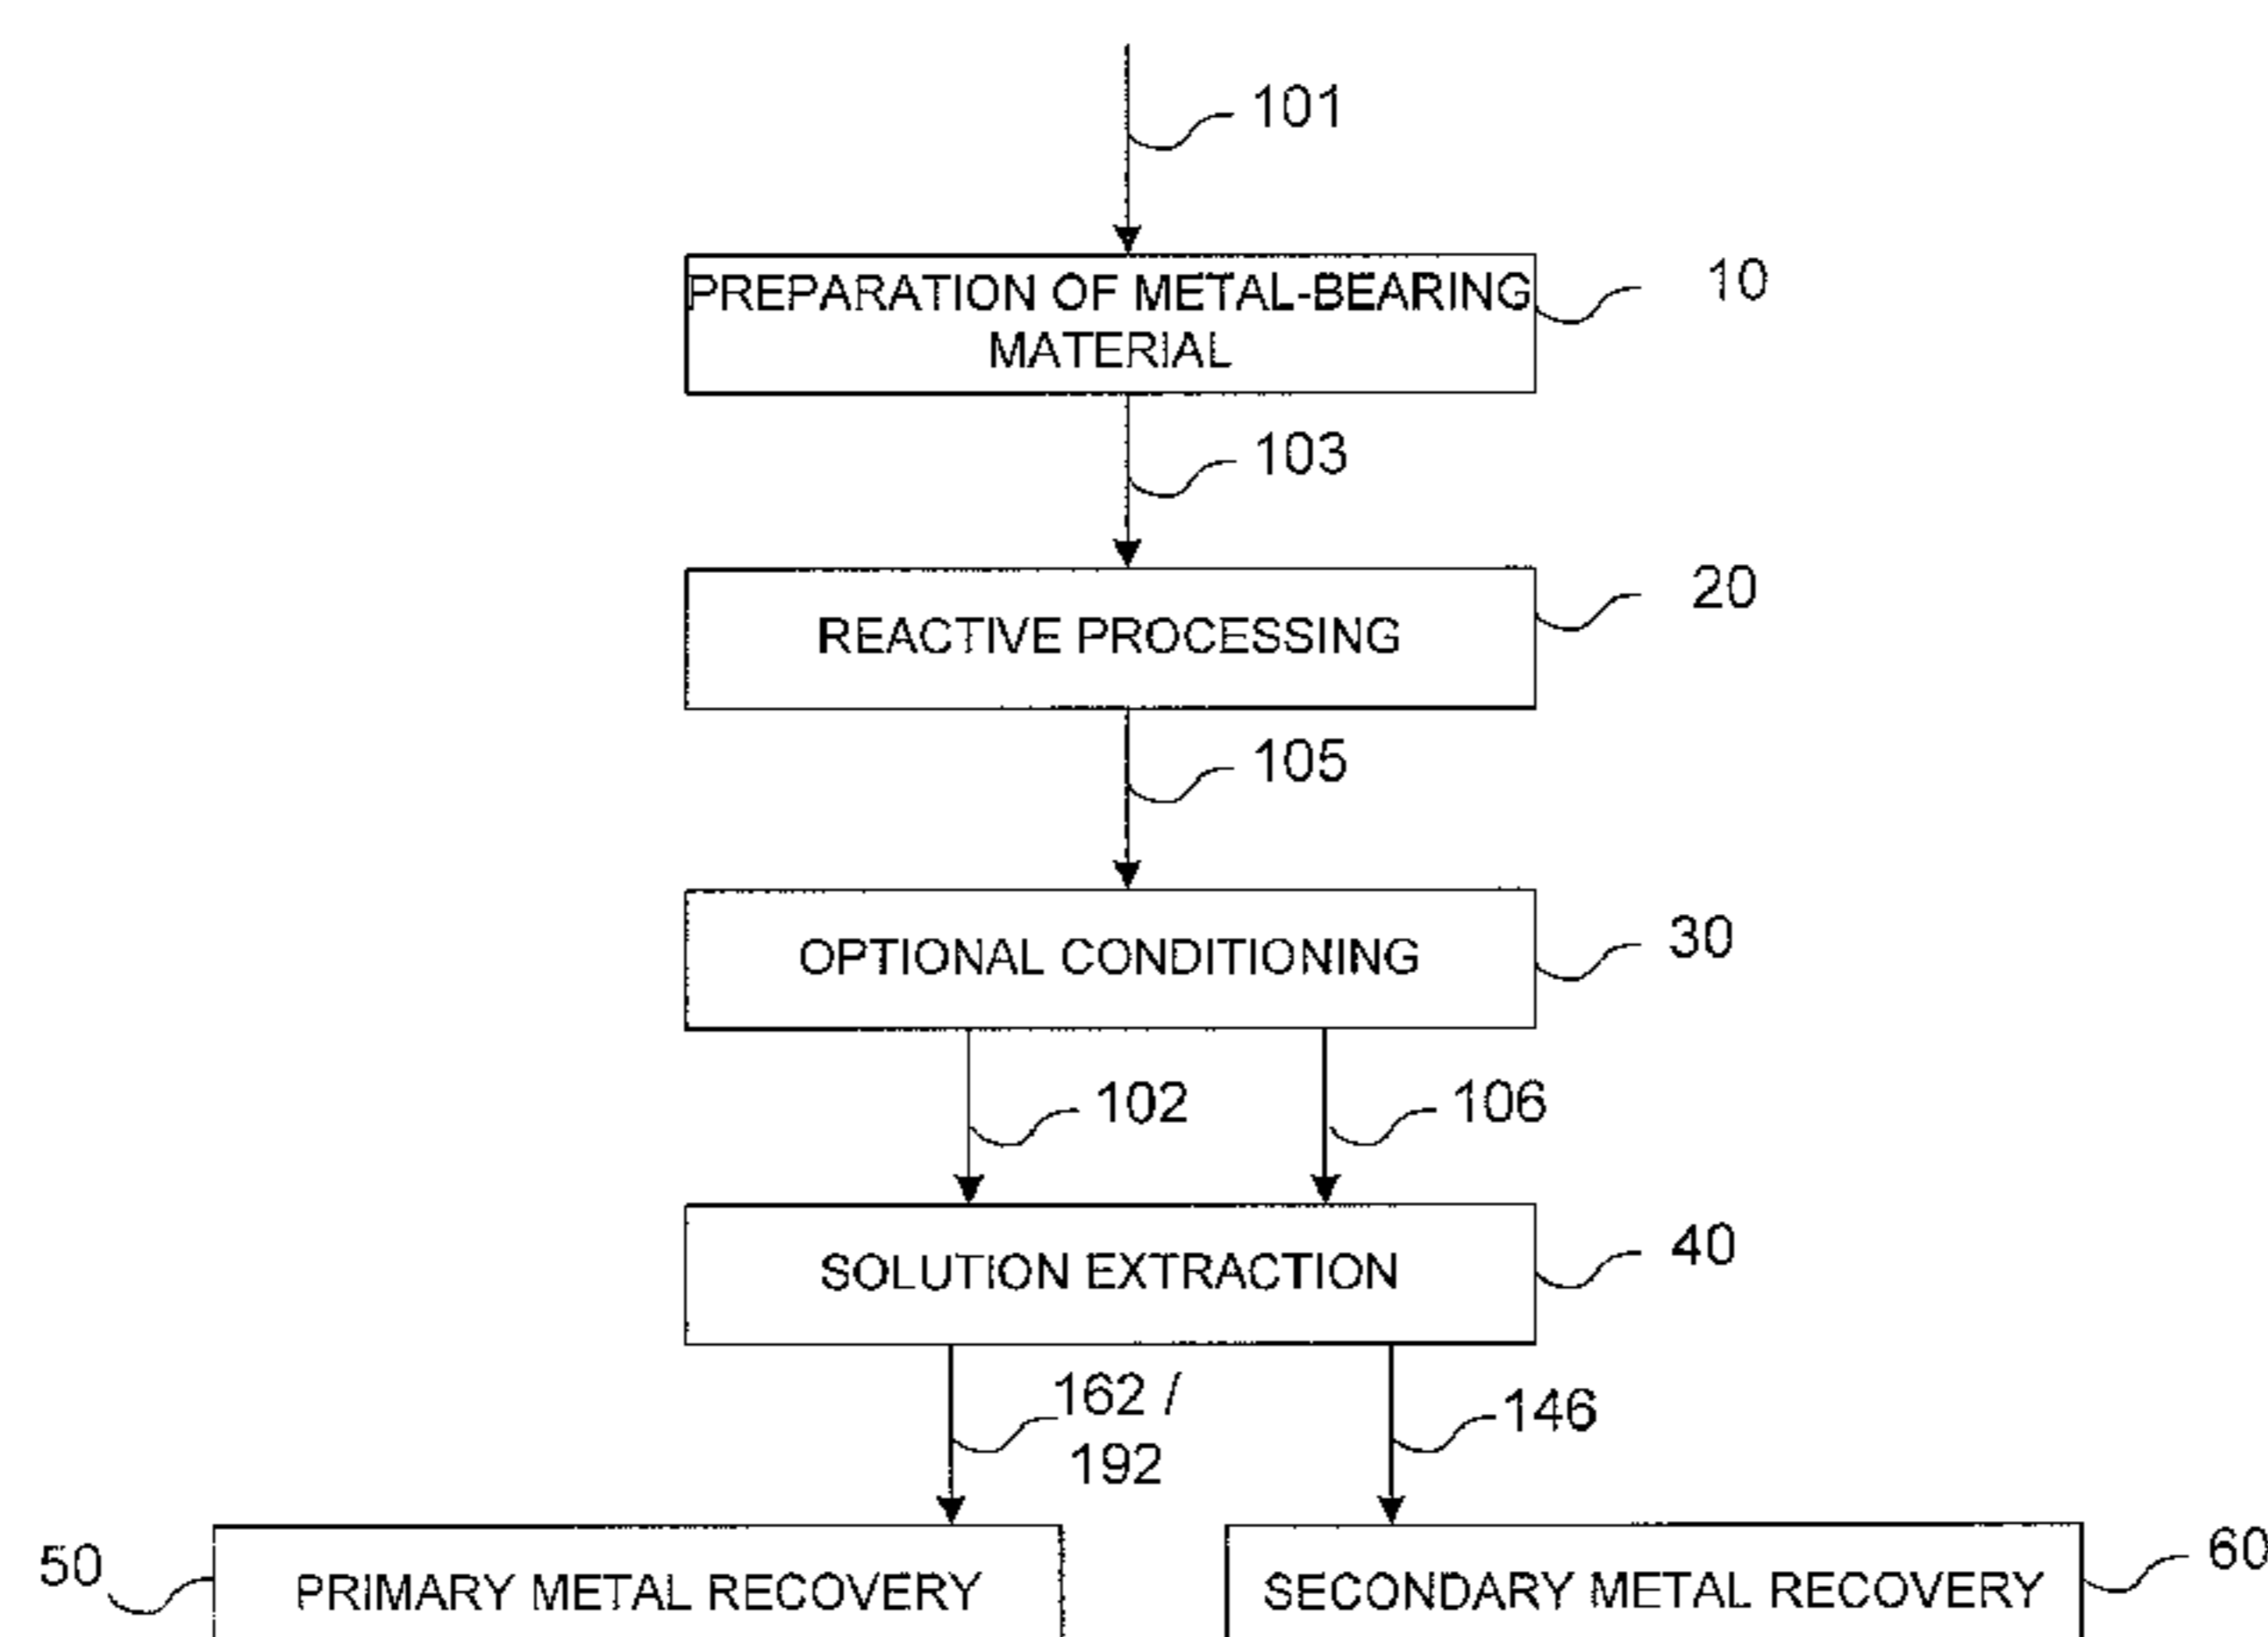 101
PREPARATION OF METAL-BEARING
MATERIAL
10
103
REACTIVE PROCESSING
20
105
OPTIONAL CONDITIONING
30
102
106
SOLUTION EXTRACTION
40
162 /
192
146
50
PRIMARY METAL RECOVERY
SECONDARY METAL RECOVERY
60